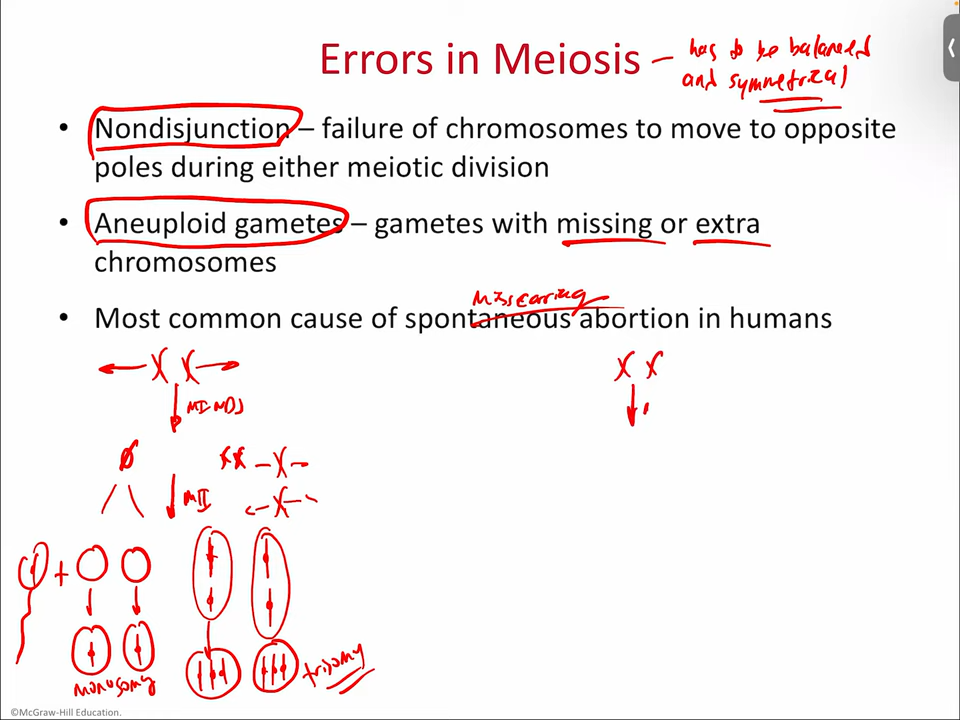 Errors in Meiosis – has to be balanced
and symmetrical
• Nondisjunction – failure of chromosomes to move to opposite
poles during either meiotic division
• Aneuploid gametes – gametes with missing or extra
chromosomes
• Most common cause of spontaneous abortion in humans
X X
X X
MI NDJ
MII
+
monosomy
trisomy
©McGraw-Hill Education.